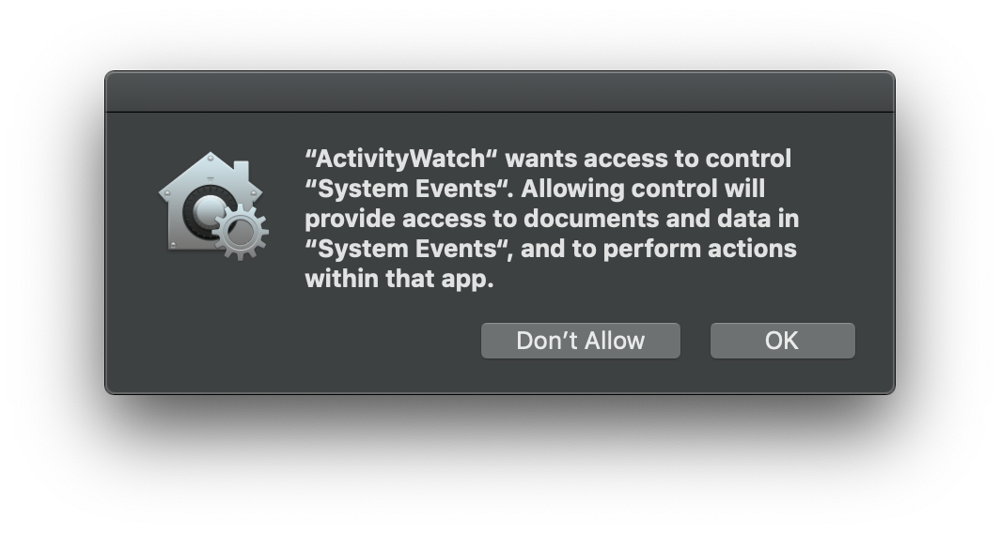 “ActivityWatch“ wants access to control
“System Events“. Allowing control will
provide access to documents and data in
“System Events“, and to perform actions
within that app.
Don’t Allow
OK